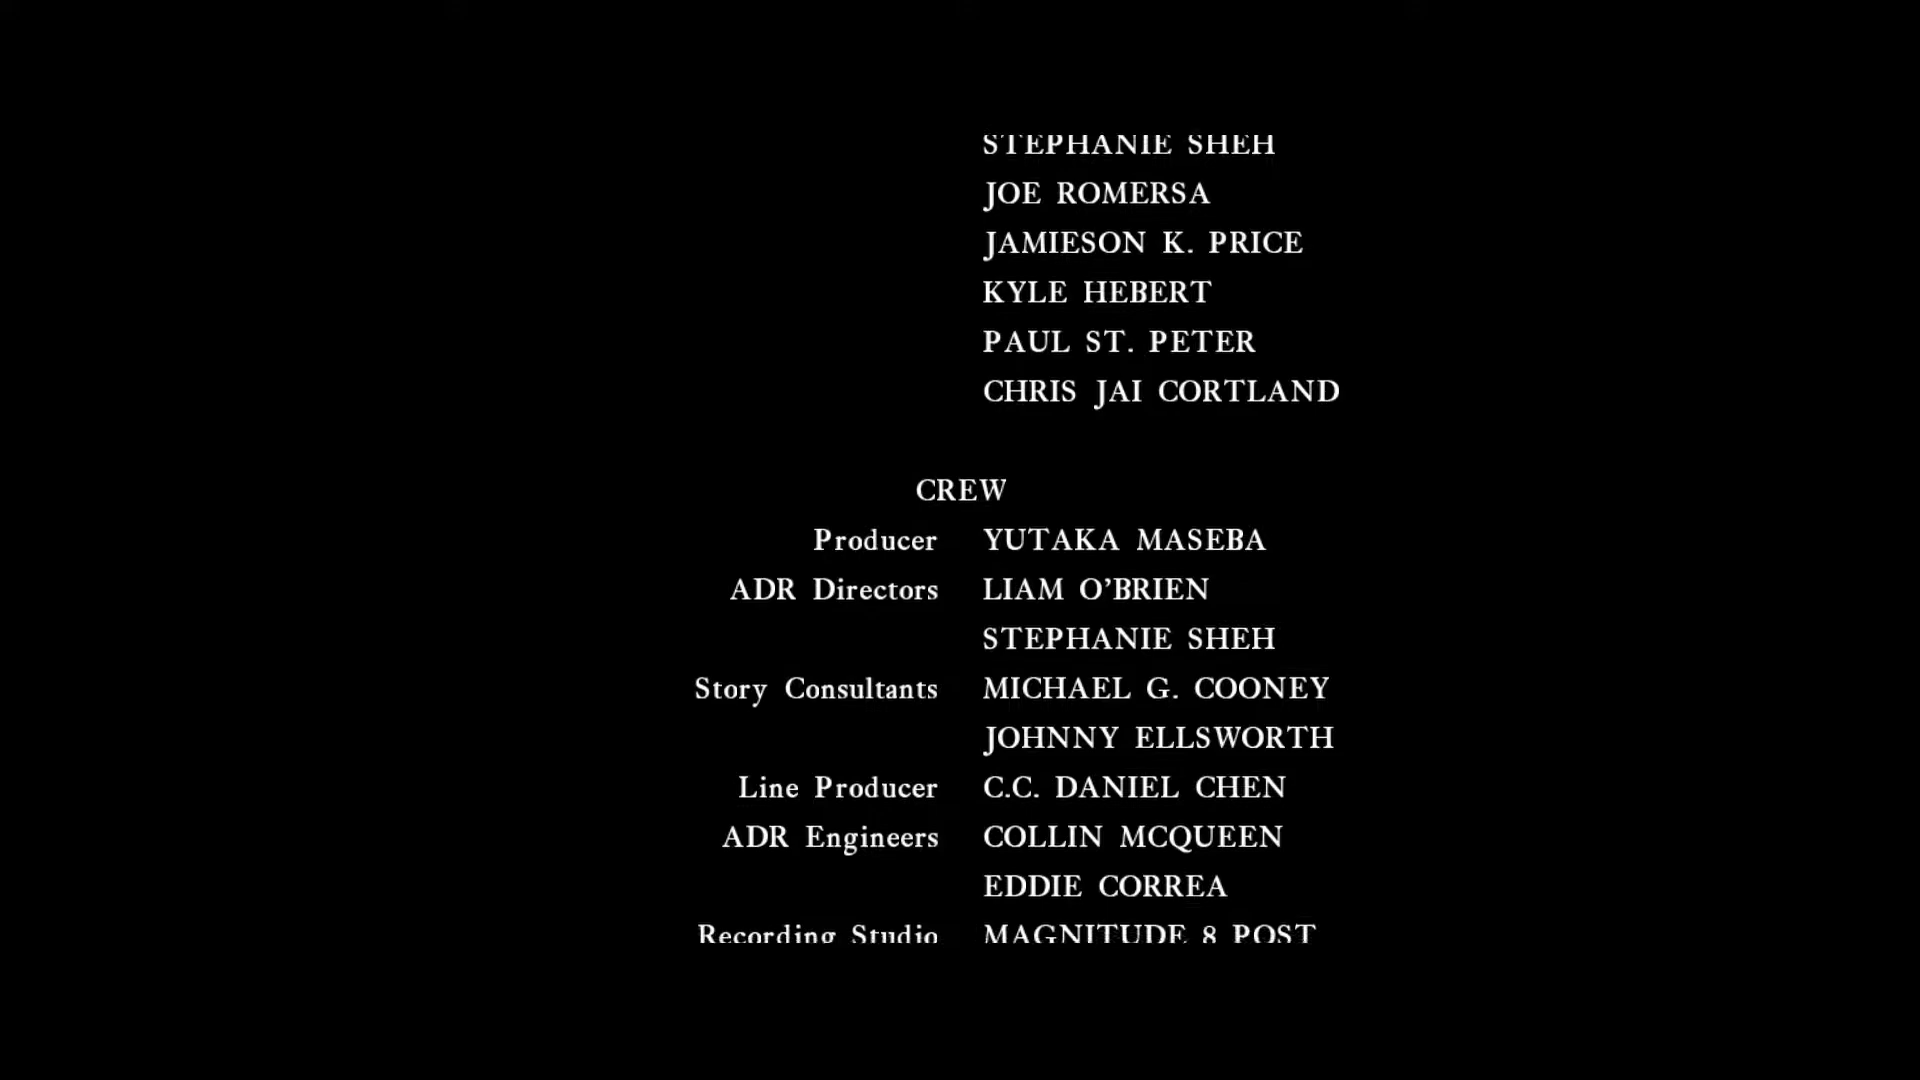 STEPHANIE SHEH
JOE ROMERSA
JAMIESON K. PRICE
KYLE HEBERT
PAUL ST. PETER
CHRIS JAI CORTLAND
CREW
Producer YUTAKA MASEBA
ADR Directors LIAM O'BRIEN
STEPHANIE SHEH
Story Consultants MICHAEL G. COONEY
JOHNNY ELLSWORTH
Line Producer C.C. DANIEL CHEN
ADR Engineers COLLIN MCQUEEN
EDDIE CORREA
Recording Studio MAGNITUDE 8 POST